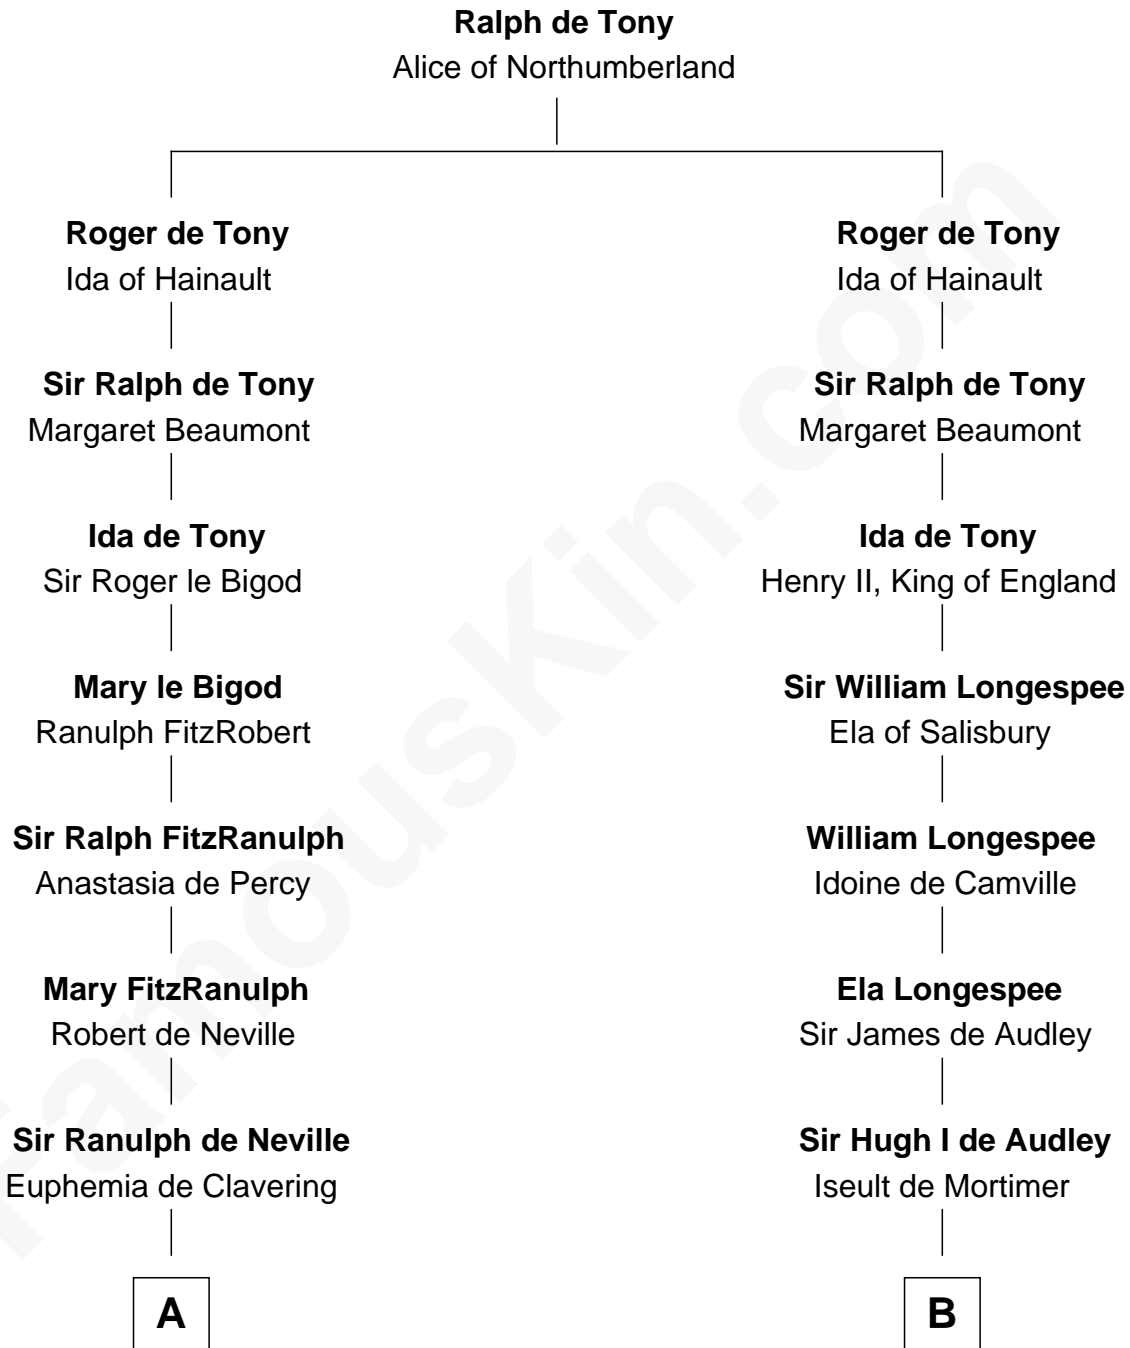 Ralph de Tony
Alice of Northumberland
Roger de Tony
Ida of Hainault
Roger de Tony
Ida of Hainault
Sir Ralph de Tony
Margaret Beaumont
Sir Ralph de Tony
Margaret Beaumont
Ida de Tony
Sir Roger le Bigod
Ida de Tony
Henry II, King of England
Mary le Bigod
Ranulph FitzRobert
Sir William Longespee
Ela of Salisbury
Sir Ralph FitzRanulph
Anastasia de Percy
William Longespee
Idoine de Camville
Mary FitzRanulph
Robert de Neville
Ela Longespee
Sir James de Audley
Sir Ranulph de Neville
Euphemia de Clavering
Sir Hugh I de Audley
Iseult de Mortimer
A
B
FamousKin.com